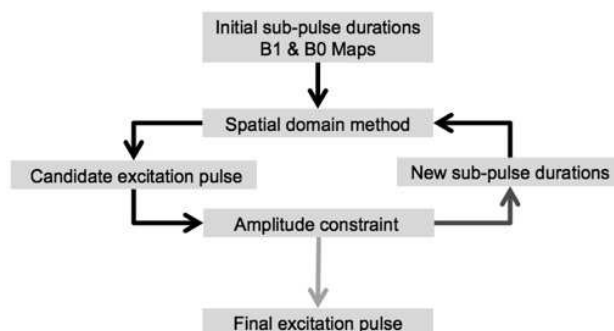 Initial sub-pulse durations
B1 & B0 Maps
Spatial domain method
Candidate excitation pulse
New sub-pulse durations
Amplitude constraint
Final excitation pulse